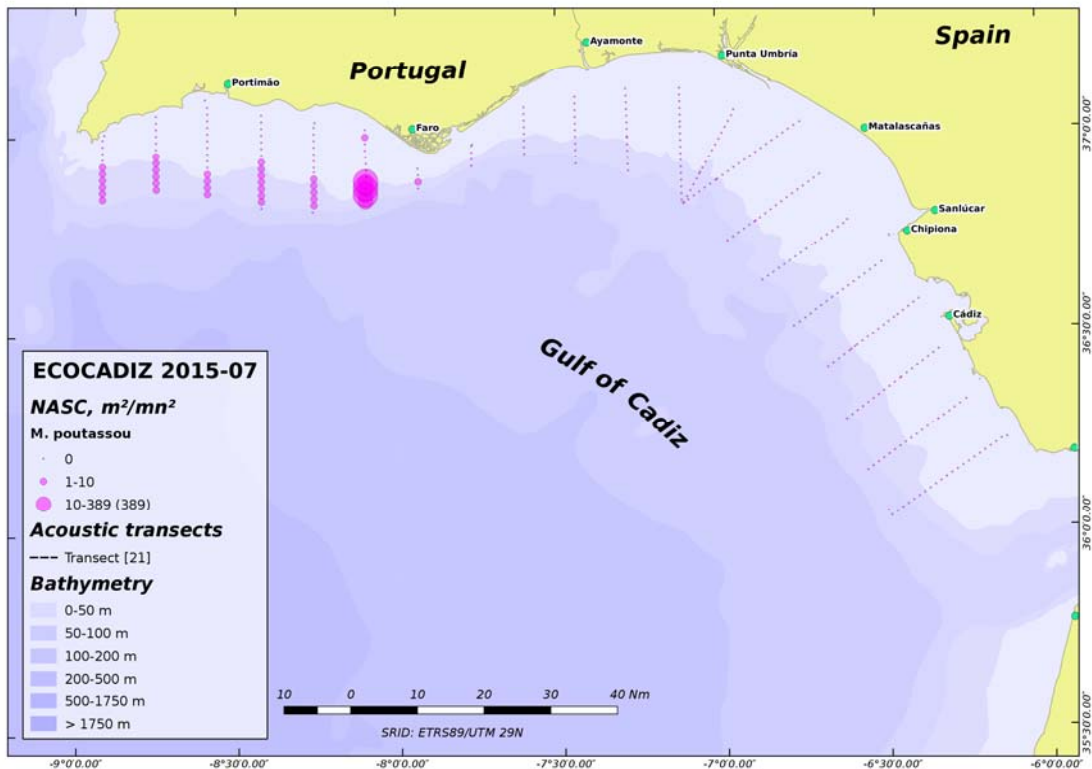 Spain
Ayamonte
Punta Umbría
Portugal
Portimão
Faro
Matalascañas
Sanlúcar
Chipiona
Cádiz
Gulf of Cadiz
ECOCADIZ 2015-07
NASC, m²/mn²
M. poutassou
0
1-10
10-389 (389)
Acoustic transects
Transect [21]
Bathymetry
0-50 m
50-100 m
100-200 m
200-500 m
500-1750 m
> 1750 m
10 0 10 20 30 40 Nm
SRID: ETRS89/UTM 29N
37°0'0.00"
36°30'0.00"
36°0'0.00"
35°30'0.00"
-9°0'0.00" -8°30'0.00" -8°0'0.00" -7°30'0.00" -7°0'0.00" -6°30'0.00" -6°0'0.00"